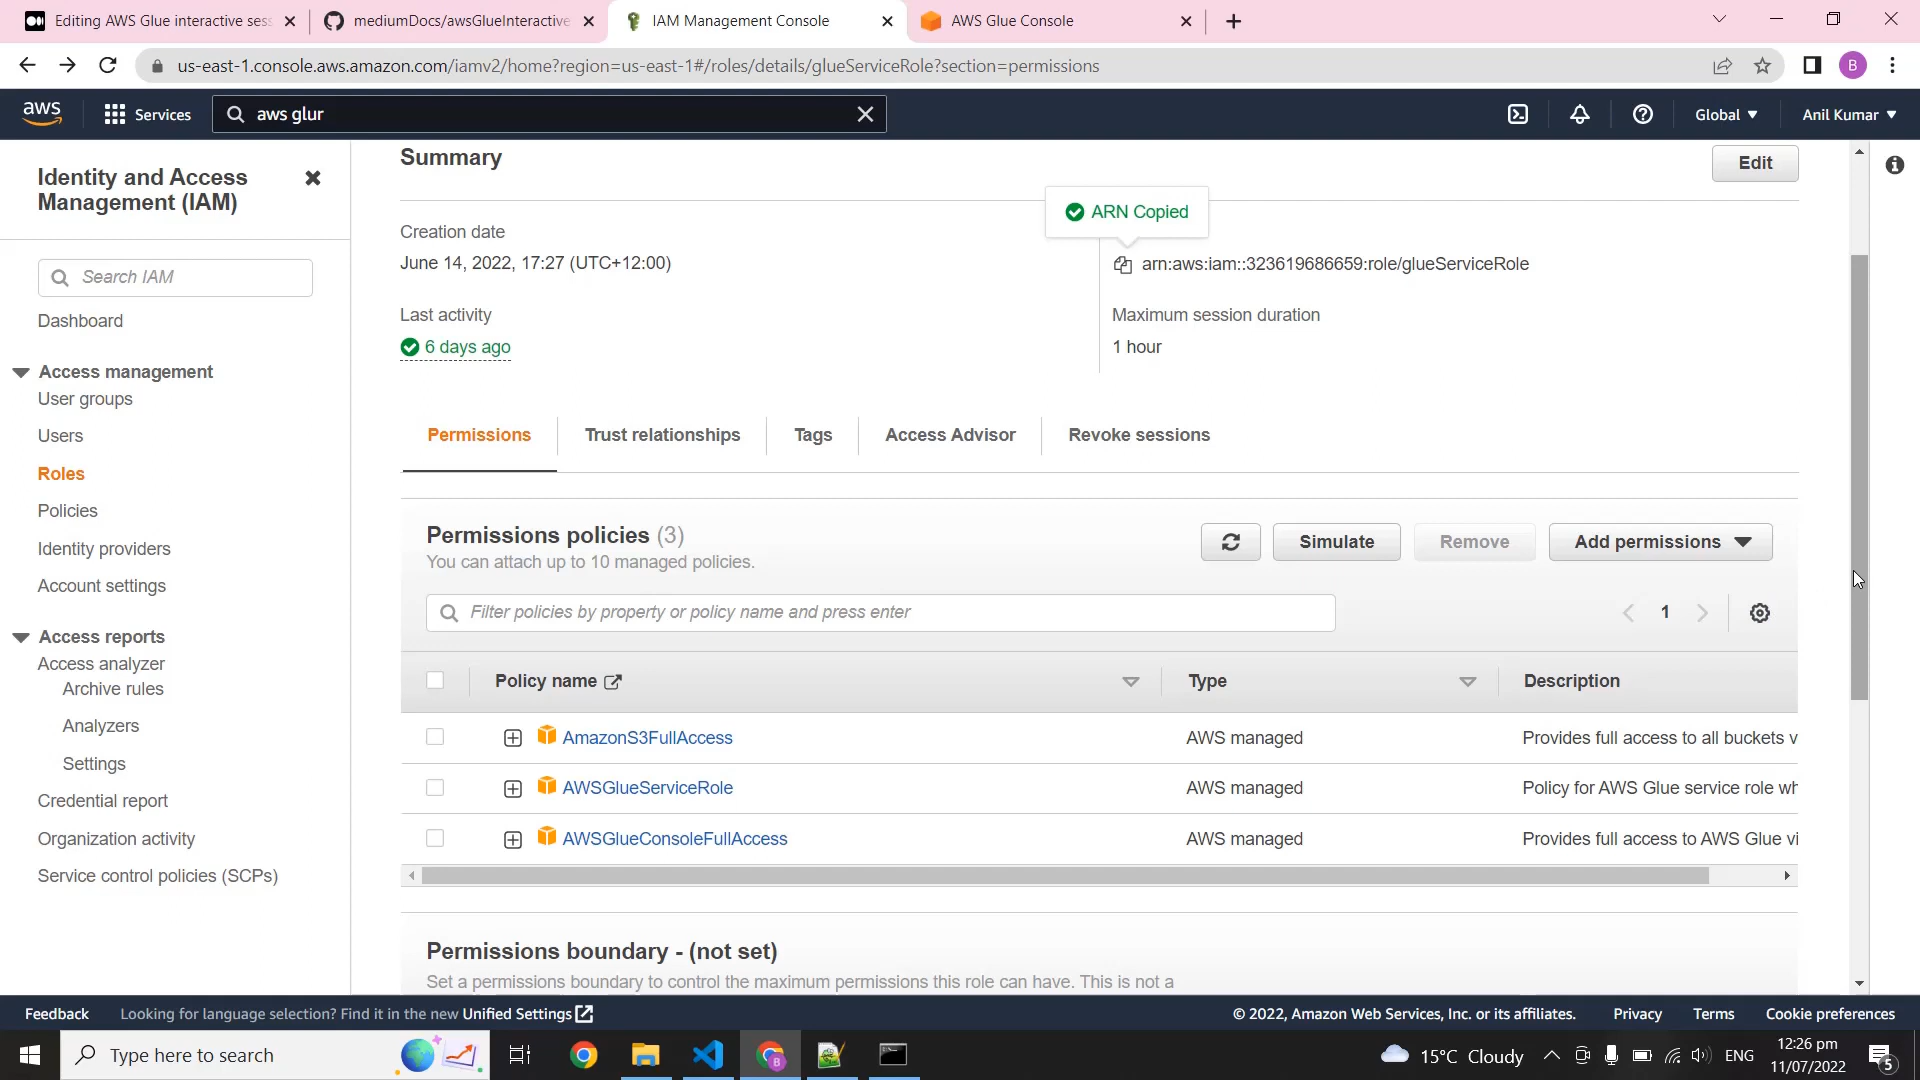 Editing AWS Glue interactive sess
mediumDocs/awsGlueInteractive
IAM Management Console
AWS Glue Console
us-east-1.console.aws.amazon.com/iamv2/home?region=us-east-1#/roles/details/glueServiceRole?section=permissions
B
aws
Services
aws glur
Global
Anil Kumar
Identity and Access
Management (IAM)
Search IAM
Dashboard
Access management
User groups
Users
Roles
Policies
Identity providers
Account settings
Access reports
Access analyzer
Archive rules
Analyzers
Settings
Credential report
Organization activity
Service control policies (SCPs)
Summary
Edit
ARN Copied
Creation date
June 14, 2022, 17:27 (UTC+12:00)
arn:aws:iam::323619686659:role/glueServiceRole
Last activity
Maximum session duration
6 days ago
1 hour
Permissions
Trust relationships
Tags
Access Advisor
Revoke sessions
Permissions policies (3)
You can attach up to 10 managed policies.
Simulate
Remove
Add permissions
Filter policies by property or policy name and press enter
1
Policy name
Type
Description
AmazonS3FullAccess
AWS managed
Provides full access to all buckets v
AWSGlueServiceRole
AWS managed
Policy for AWS Glue service role wh
AWSGlueConsoleFullAccess
AWS managed
Provides full access to AWS Glue vi
Permissions boundary - (not set)
Set a permissions boundary to control the maximum permissions this role can have. This is not a
Feedback
Looking for language selection? Find it in the new Unified Settings
© 2022, Amazon Web Services, Inc. or its affiliates.
Privacy
Terms
Cookie preferences
Type here to search
B
15°C Cloudy
ENG
12:26 pm
11/07/2022
5